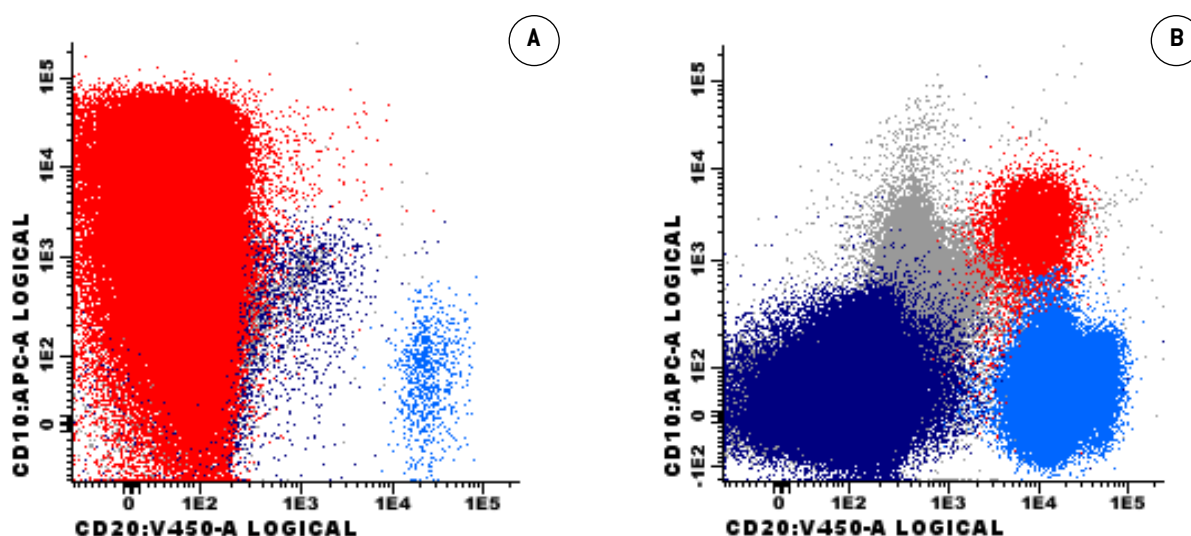 A
1E5
1E4
1E3
1E2
0
CD10:APC-A LOGICAL
0 1E2 1E3 1E4 1E5
CD20:V450-A LOGICAL
B
1E5
1E4
1E3
1E2
0
-1E2
CD10:APC-A LOGICAL
0 1E2 1E3 1E4 1E5
CD20:V450-A LOGICAL